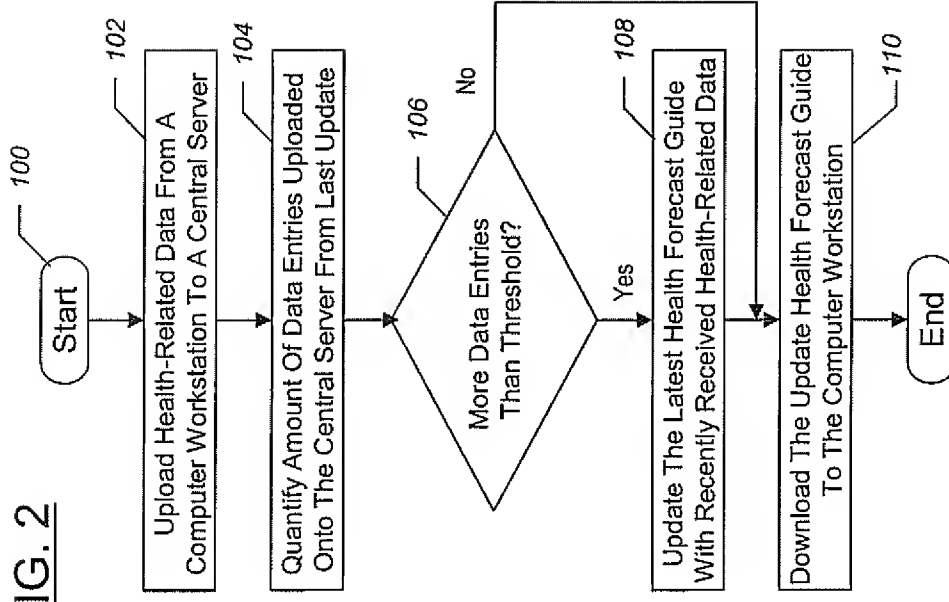 IG. 2
100
Start
102
Upload Health-Related Data From A
Computer Workstation To A Central Server
104
Quantify Amount Of Data Entries Uploaded
Onto The Central Server From Last Update
106
More Data Entries
Than Threshold?
No
Yes
108
Update The Latest Health Forecast Guide
With Recently Received Health-Related Data
110
Download The Update Health Forecast Guide
To The Computer Workstation
End